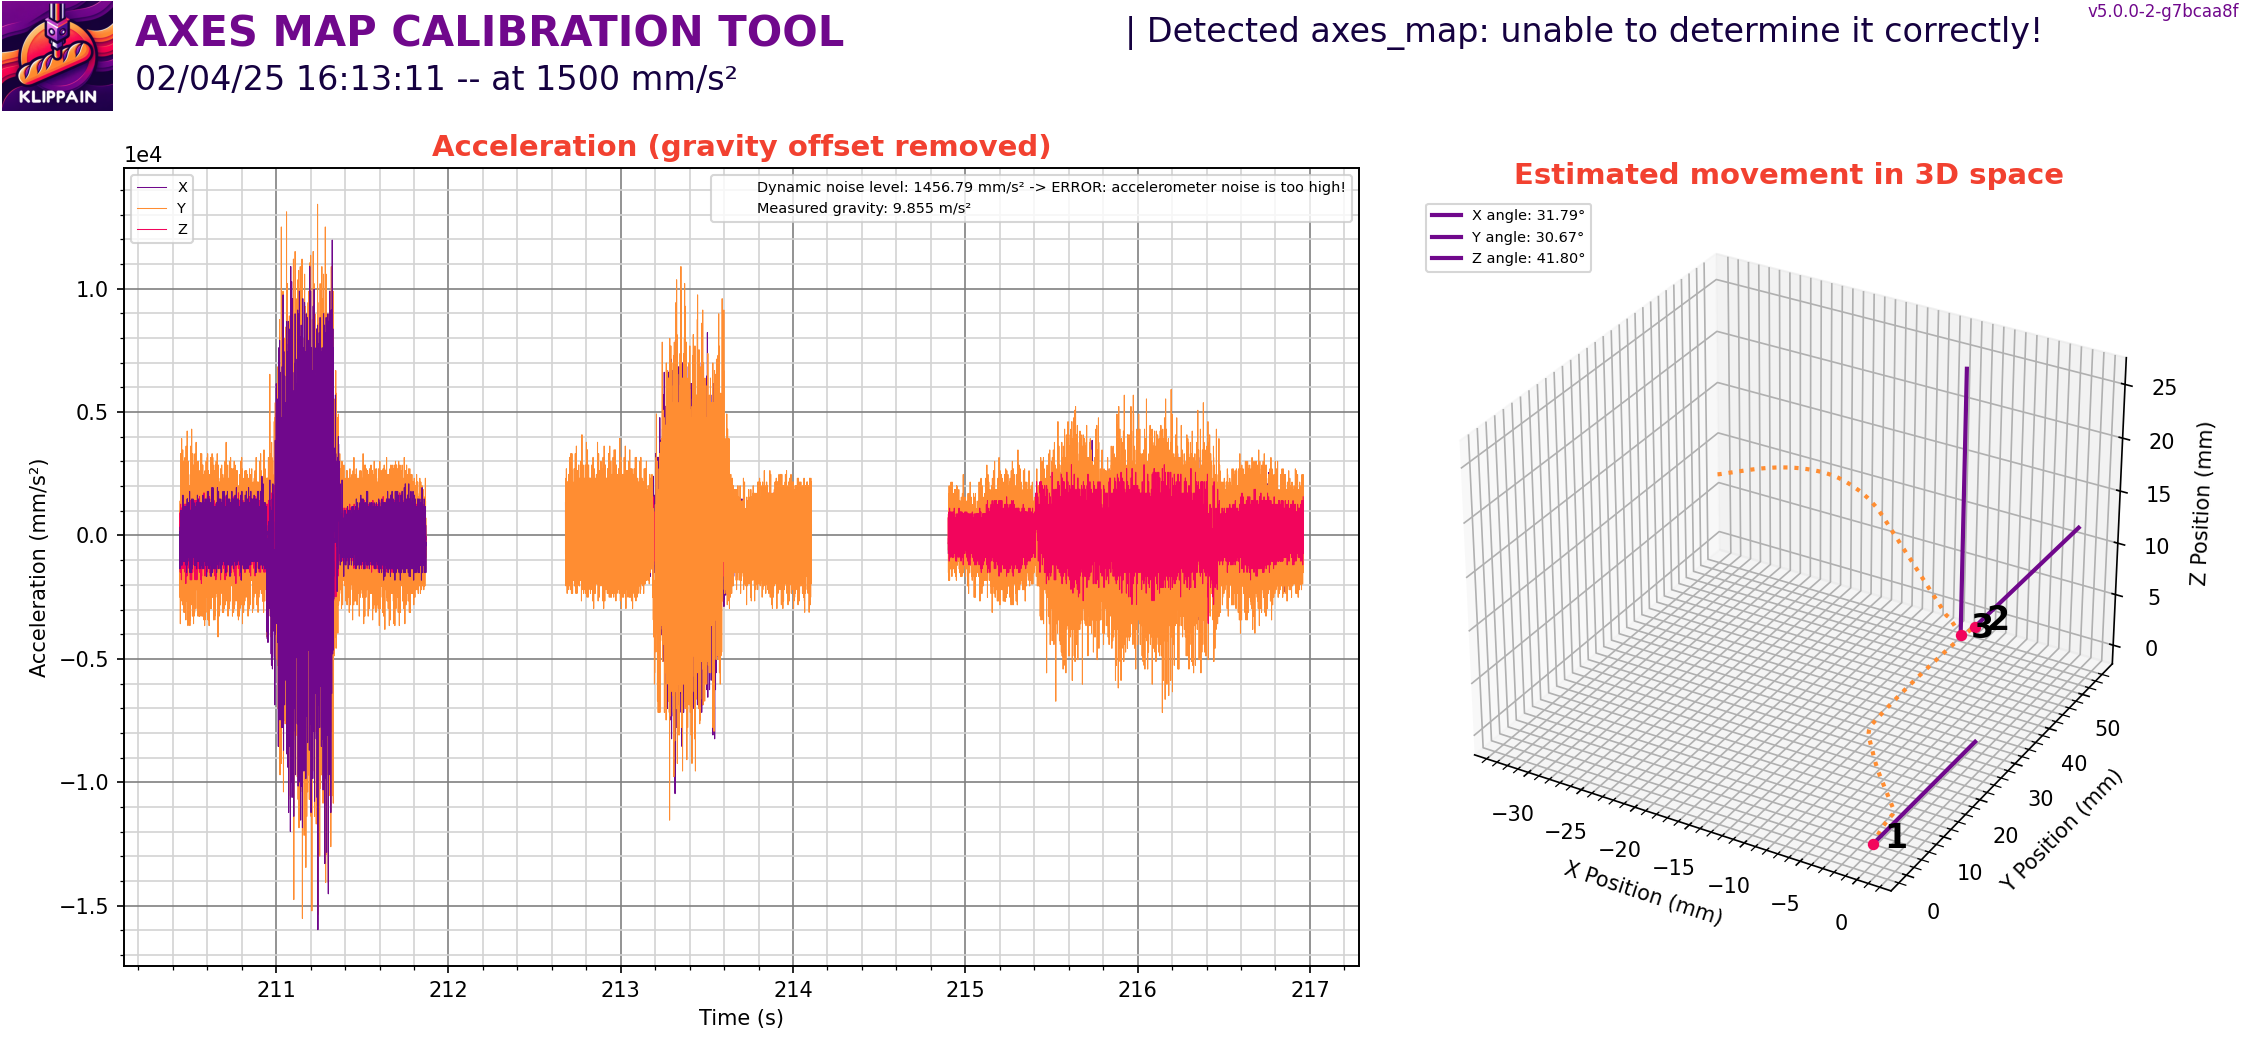 AXES MAP CALIBRATION TOOL
| Detected axes_map: unable to determine it correctly!
v5.0.0-2-g7bcaa8f
KLIPPAIN
02/04/25 16:13:11 -- at 1500 mm/s²
Acceleration (gravity offset removed)
1e4
X
Y
Z
Dynamic noise level: 1456.79 mm/s² -> ERROR: accelerometer noise is too high!
Measured gravity: 9.855 m/s²
1.0
0.5
0.0
−0.5
−1.0
−1.5
Acceleration (mm/s²)
211
212
213
214
215
216
217
Time (s)
Estimated movement in 3D space
X angle: 31.79°
Y angle: 30.67°
Z angle: 41.80°
3
2
1
25
20
15
10
5
0
Z Position (mm)
50
40
30
20
10
0
Y Position (mm)
−30
−25
−20
−15
−10
−5
0
X Position (mm)